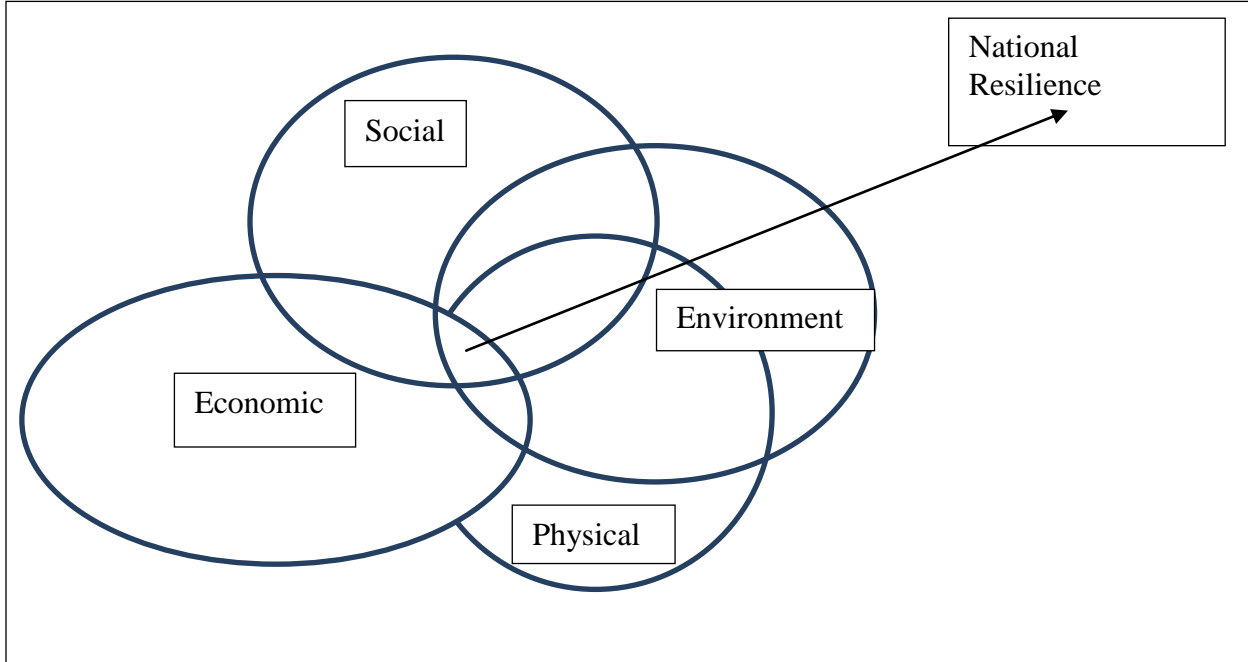 National
Resilience
Social
Environment
Economic
Physical